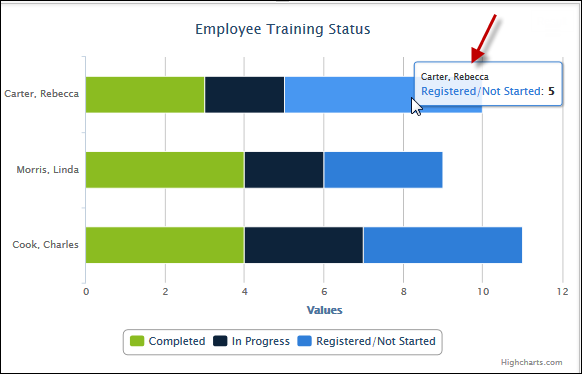 Employee Training Status
Carter, Rebecca
Registered/Not Started: 5
Carter, Rebecca
Morris, Linda
Cook, Charles
0 2 4 6 8 10 12
Values
Completed In Progress Registered/Not Started
Highcharts.com